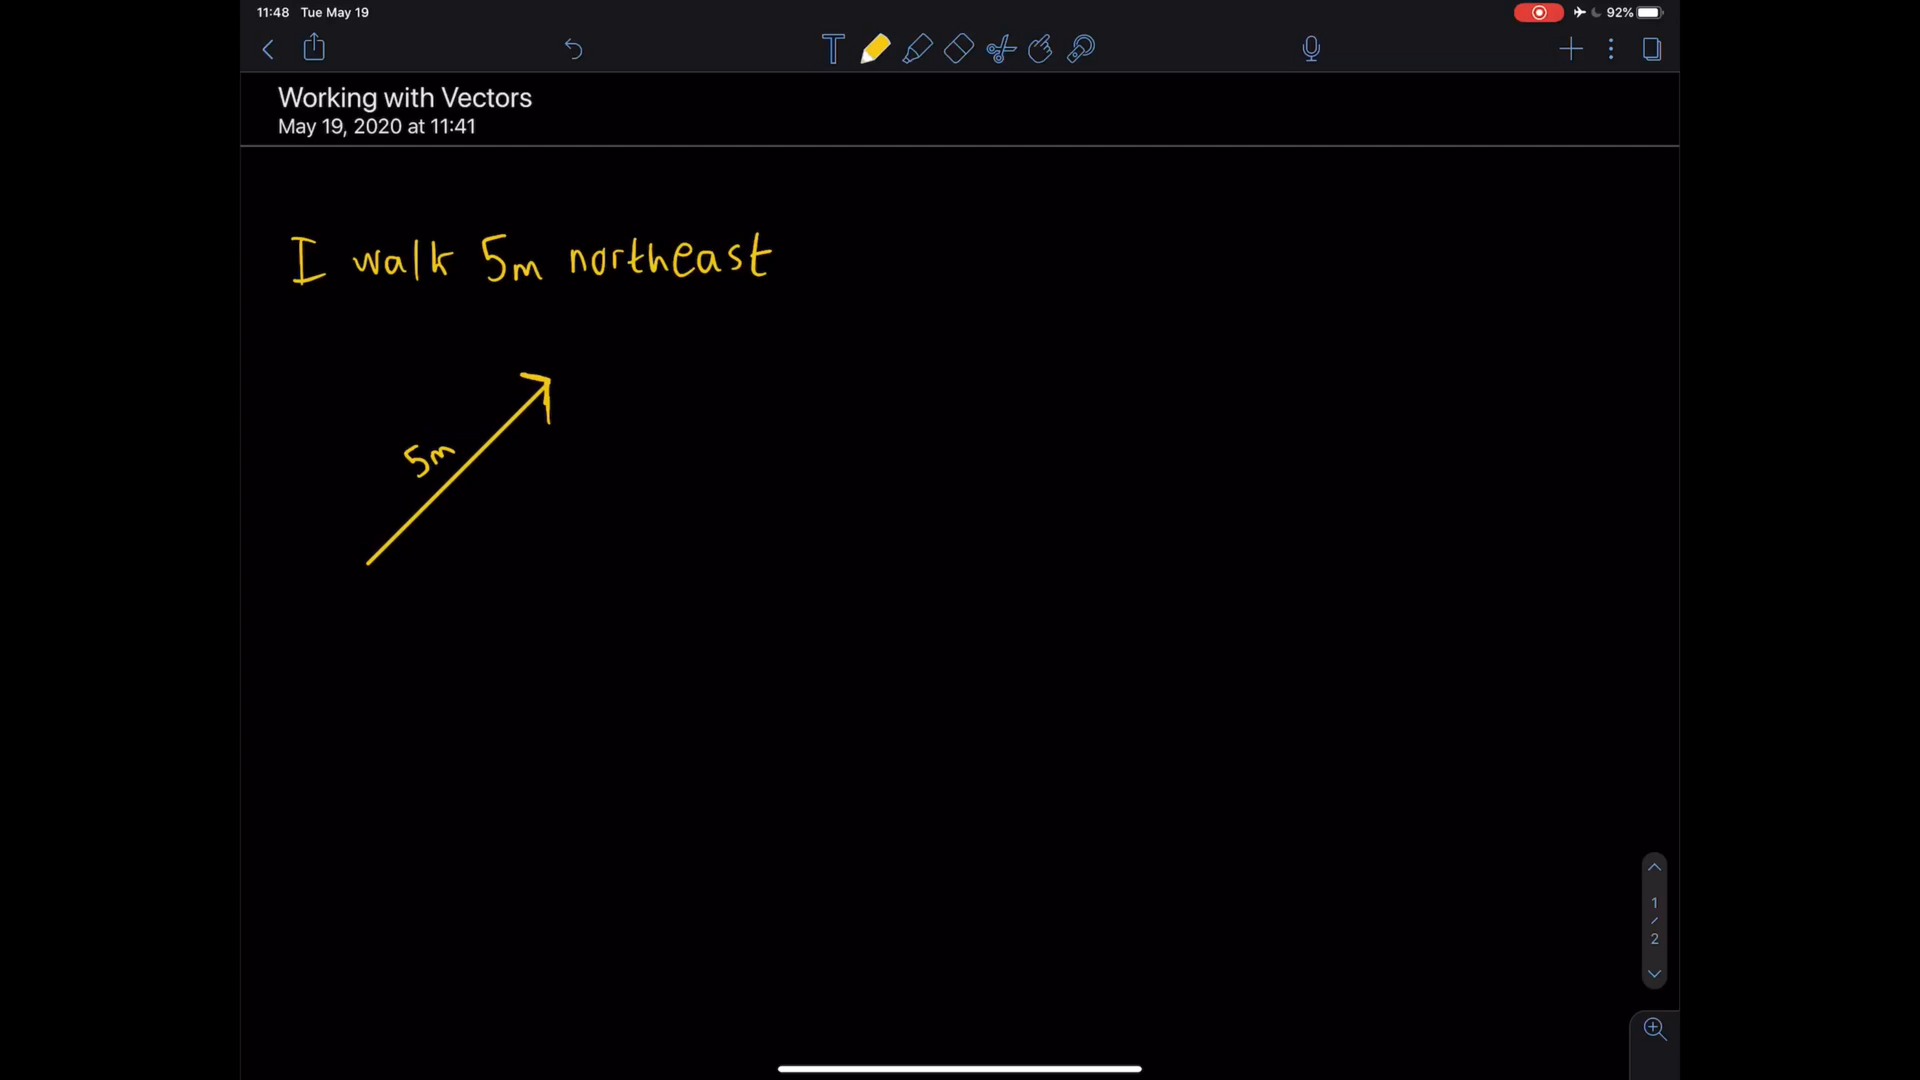 11:48 Tue May 19
92%
T
Working with Vectors
May 19, 2020 at 11:41
I walk 5m northeast
5m
1
/
2